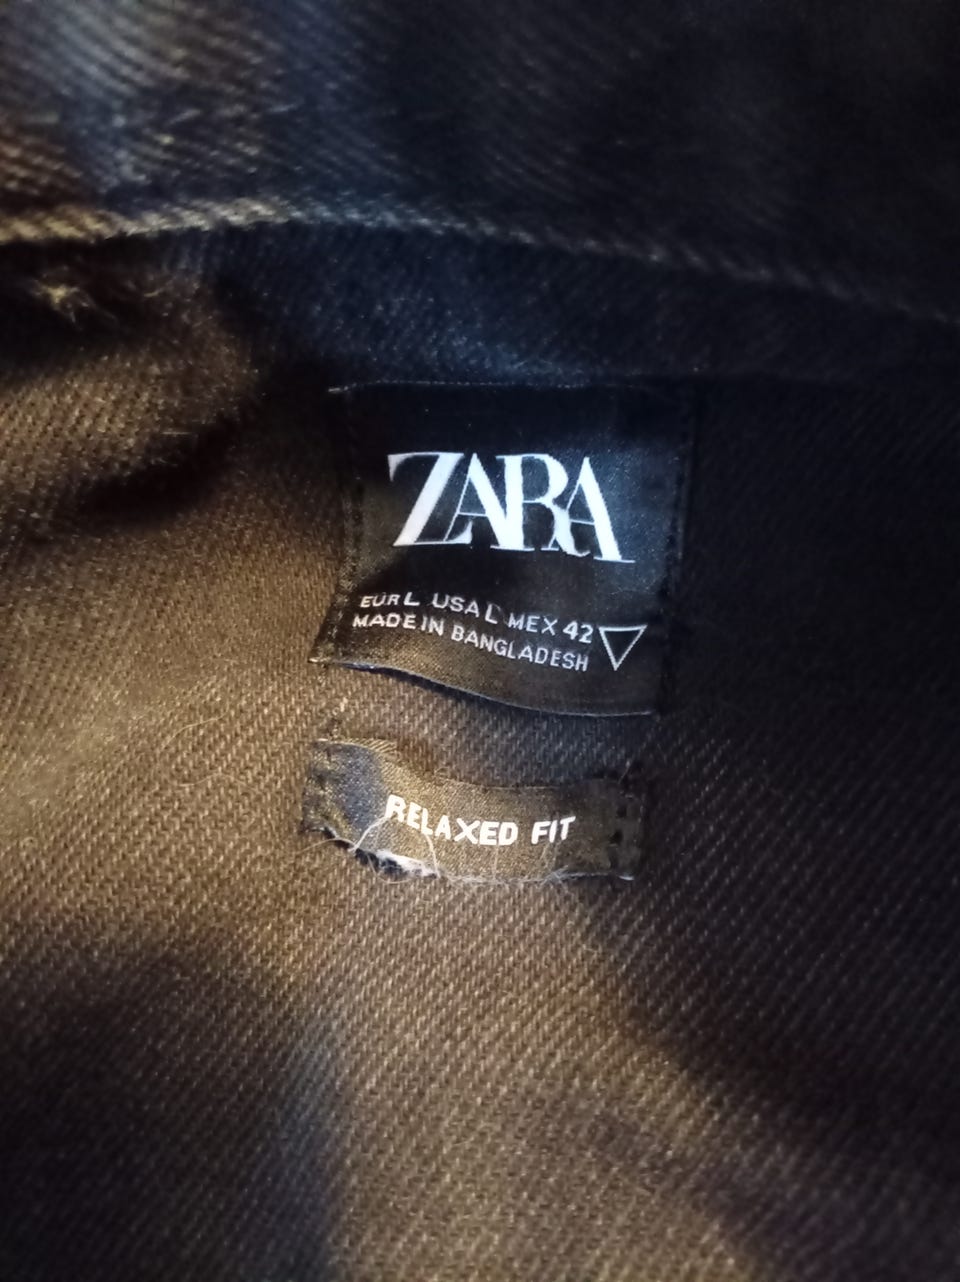 ZARA
EUR L USA L MEX 42
MADE IN BANGLADESH
RELAXED FIT